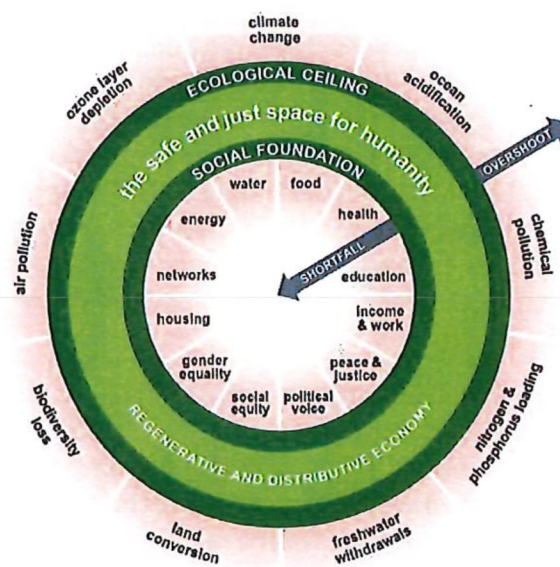 climate
change
ocean
acidification
chemical
pollution
nitrogen &
phosphorus loading
freshwater
withdrawals
land
conversion
biodiversity
loss
air pollution
ozone layer
depletion
ECOLOGICAL CEILING
the safe and just space for humanity
SOCIAL FOUNDATION
OVERSHOOT
SHORTFALL
water
food
health
education
income
& work
peace &
justice
political
voice
social
equity
gender
equality
housing
networks
energy
REGENERATIVE AND DISTRIBUTIVE ECONOMY